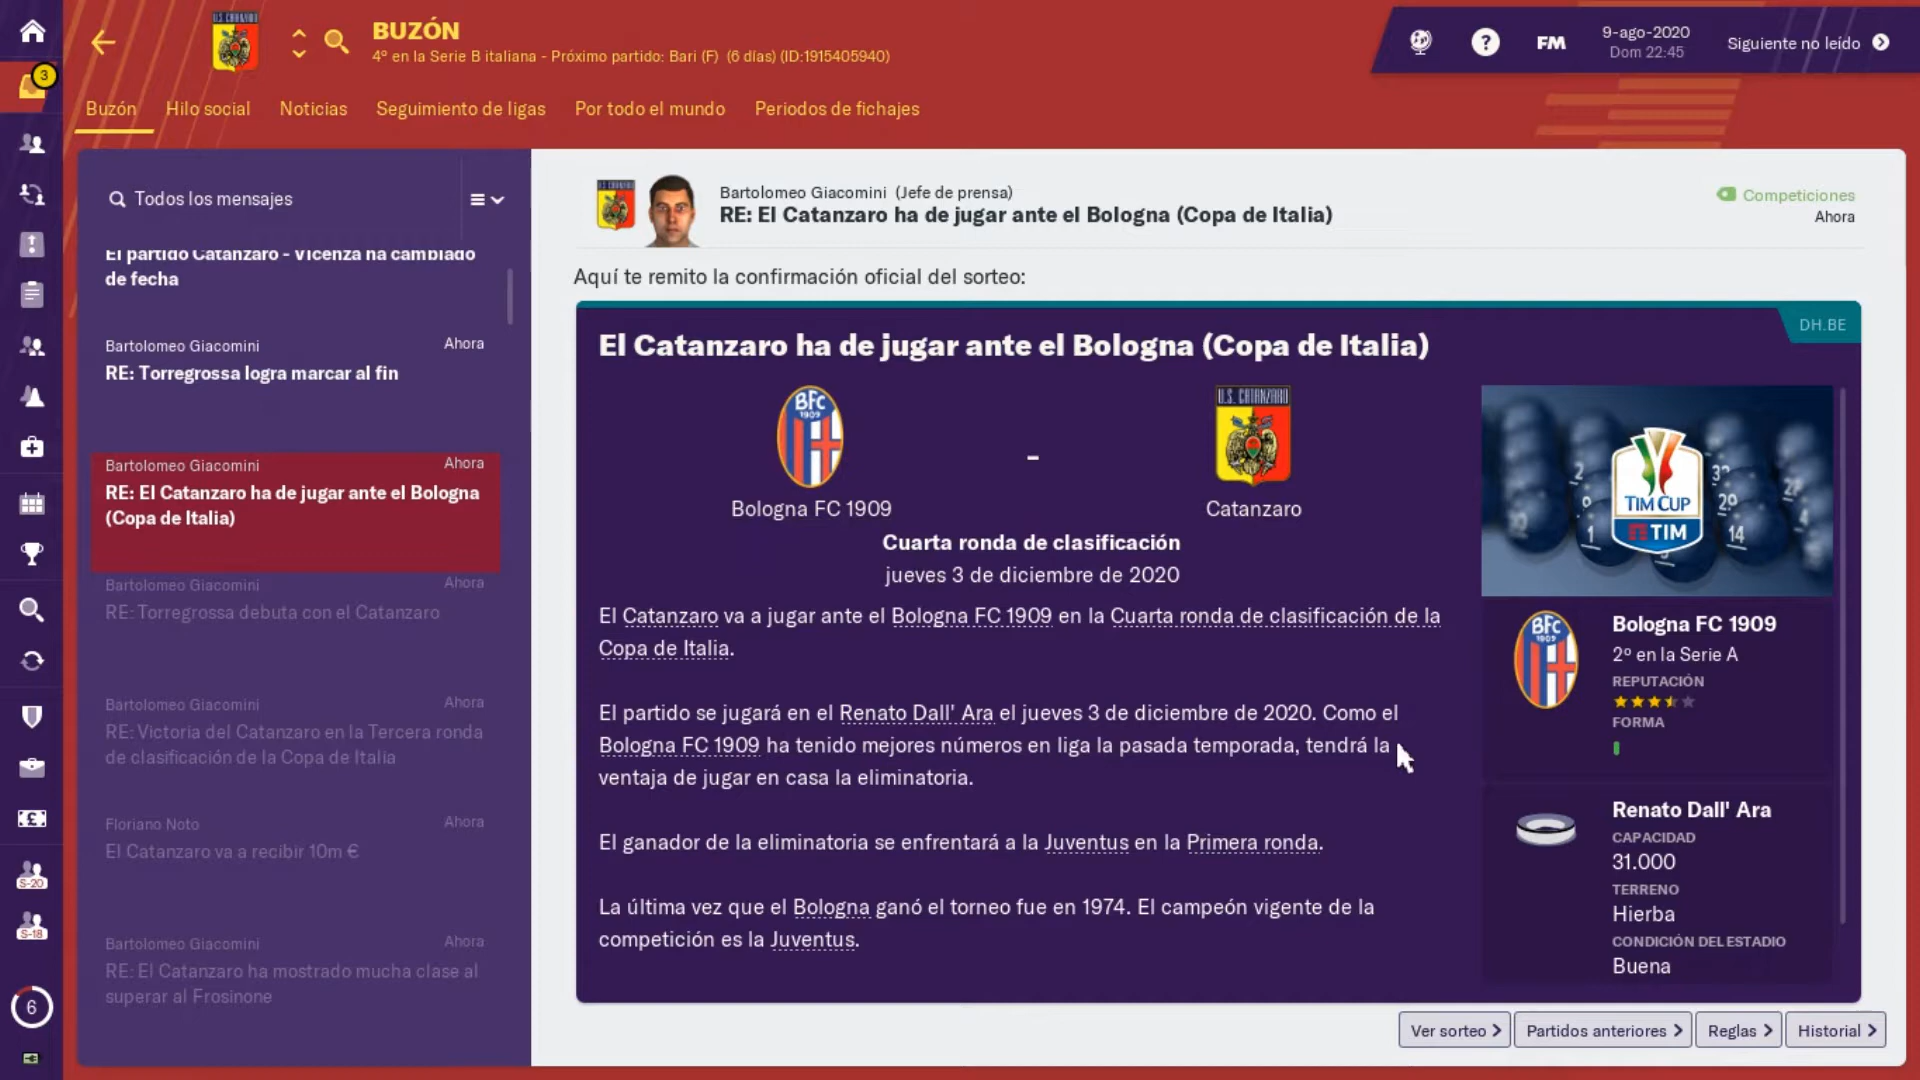 3
BUZÓN
4º en la Serie B italiana - Próximo partido: Bari (F) (6 días) (ID:1915405940)
FM
9-ago-2020
Dom 22:45
Siguiente no leído
Buzón
Hilo social
Noticias
Seguimiento de ligas
Por todo el mundo
Periodos de fichajes
Todos los mensajes
El partido Catanzaro - Vicenza ha cambiado
de fecha
Bartolomeo Giacomini
Ahora
RE: Torregrossa logra marcar al fin
Bartolomeo Giacomini
Ahora
RE: El Catanzaro ha de jugar ante el Bologna
(Copa de Italia)
Bartolomeo Giacomini
Ahora
RE: Torregrossa debuta con el Catanzaro
Bartolomeo Giacomini
Ahora
RE: Victoria del Catanzaro en la Tercera ronda
de clasificación de la Copa de Italia
Floriano Noto
Ahora
El Catanzaro va a recibir 10m €
Bartolomeo Giacomini
Ahora
RE: El Catanzaro ha mostrado mucha clase al
superar al Frosinone
S-20
S-18
6
Bartolomeo Giacomini (Jefe de prensa)
RE: El Catanzaro ha de jugar ante el Bologna (Copa de Italia)
Competiciones
Ahora
Aquí te remito la confirmación oficial del sorteo:
DH.BE
El Catanzaro ha de jugar ante el Bologna (Copa de Italia)
BFC
1909
U.S. CATANZARO
-
Bologna FC 1909
Catanzaro
Cuarta ronda de clasificación
jueves 3 de diciembre de 2020
El Catanzaro va a jugar ante el Bologna FC 1909 en la Cuarta ronda de clasificación de la
Copa de Italia.
El partido se jugará en el Renato Dall' Ara el jueves 3 de diciembre de 2020. Como el
Bologna FC 1909 ha tenido mejores números en liga la pasada temporada, tendrá la
ventaja de jugar en casa la eliminatoria.
El ganador de la eliminatoria se enfrentará a la Juventus en la Primera ronda.
La última vez que el Bologna ganó el torneo fue en 1974. El campeón vigente de la
competición es la Juventus.
TIM CUP
TIM
BFC
1909
Bologna FC 1909
2º en la Serie A
REPUTACIÓN
FORMA
Renato Dall' Ara
CAPACIDAD
31.000
TERRENO
Hierba
CONDICIÓN DEL ESTADIO
Buena
Ver sorteo
Partidos anteriores
Reglas
Historial